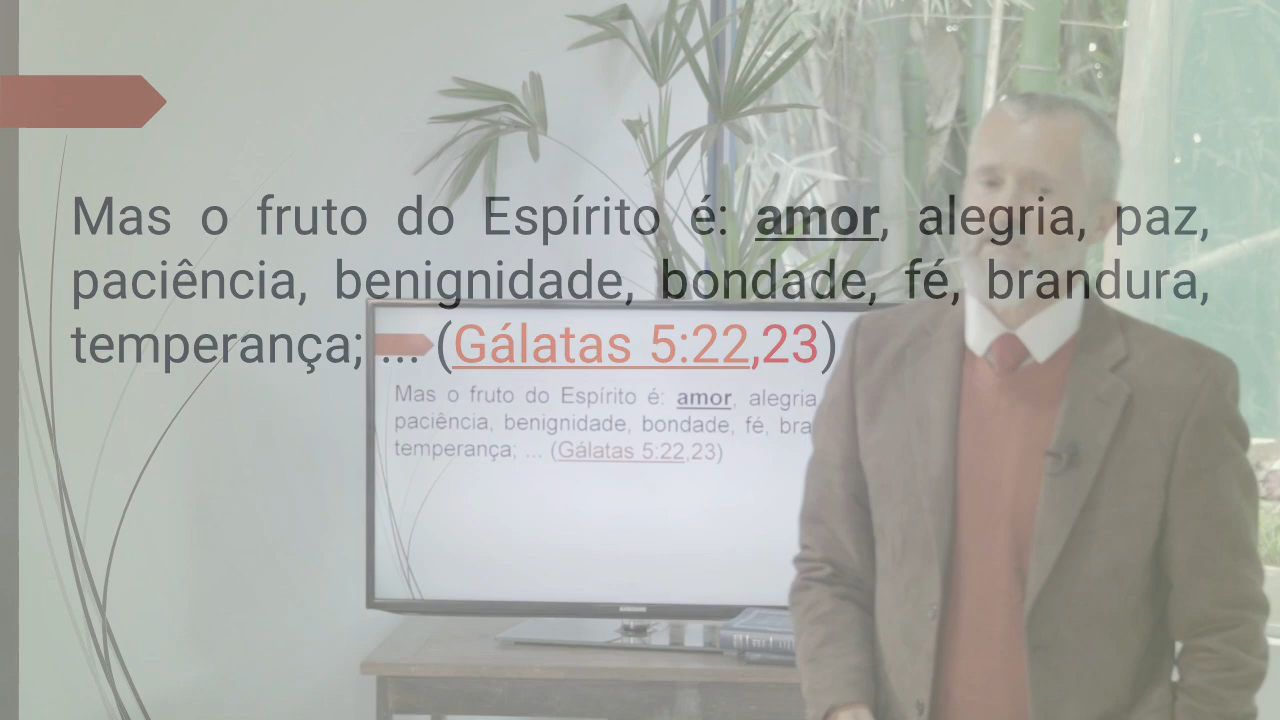 Mas o fruto do Espírito é: amor, alegria, paz,
paciência, benignidade, bondade, fé, brandura,
temperança; ... (Gálatas 5:22,23)
Mas o fruto do Espírito é: amor, alegria
paciência, benignidade, bondade, fé, bra
temperança; ... (Gálatas 5:22,23)